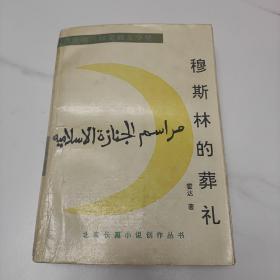 穆斯林的葬礼
مراسم الجنازة الاسلاميه
霍达 著
北京长篇小说创作丛书